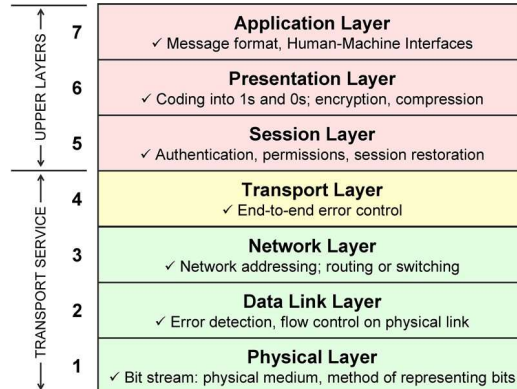 UPPER LAYERS
7
Application Layer
✓ Message format, Human-Machine Interfaces
6
Presentation Layer
✓ Coding into 1s and 0s; encryption, compression
5
Session Layer
✓ Authentication, permissions, session restoration
TRANSPORT SERVICE
4
Transport Layer
✓ End-to-end error control
3
Network Layer
✓ Network addressing; routing or switching
2
Data Link Layer
✓ Error detection, flow control on physical link
1
Physical Layer
✓ Bit stream: physical medium, method of representing bits